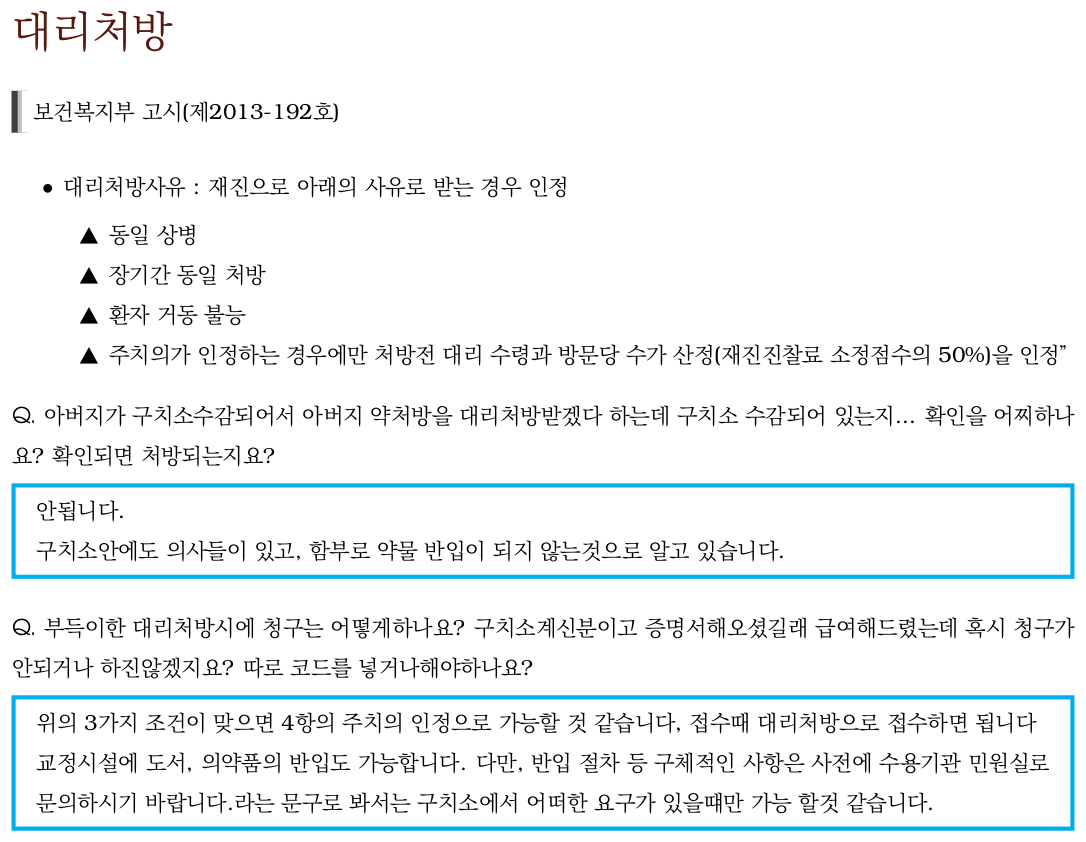 대리처방
보건복지부 고시(제2013-192호)
• 대리처방사유 : 재진으로 아래의 사유로 받는 경우 인정
▲ 동일 상병
▲ 장기간 동일 처방
▲ 환자 거동 불능
▲ 주치의가 인정하는 경우에만 처방전 대리 수령과 방문당 수가 산정(재진진찰료 소정점수의 50%)을 인정”
Q. 아버지가 구치소수감되어서 아버지 약처방을 대리처방받겠다 하는데 구치소 수감되어 있는지... 확인을 어찌하나
요? 확인되면 처방되는지요?
안됩니다.
구치소안에도 의사들이 있고, 함부로 약물 반입이 되지 않는것으로 알고 있습니다.
Q. 부득이한 대리처방시에 청구는 어떻게하나요? 구치소계신분이고 증명서해오셨길래 급여해드렸는데 혹시 청구가
안되거나 하진않겠지요? 따로 코드를 넣거나해야하나요?
위의 3가지 조건이 맞으면 4항의 주치의 인정으로 가능할 것 같습니다, 접수때 대리처방으로 접수하면 됩니다
교정시설에 도서, 의약품의 반입도 가능합니다. 다만, 반입 절차 등 구체적인 사항은 사전에 수용기관 민원실로
문의하시기 바랍니다.라는 문구로 봐서는 구치소에서 어떠한 요구가 있을때만 가능 할것 같습니다.